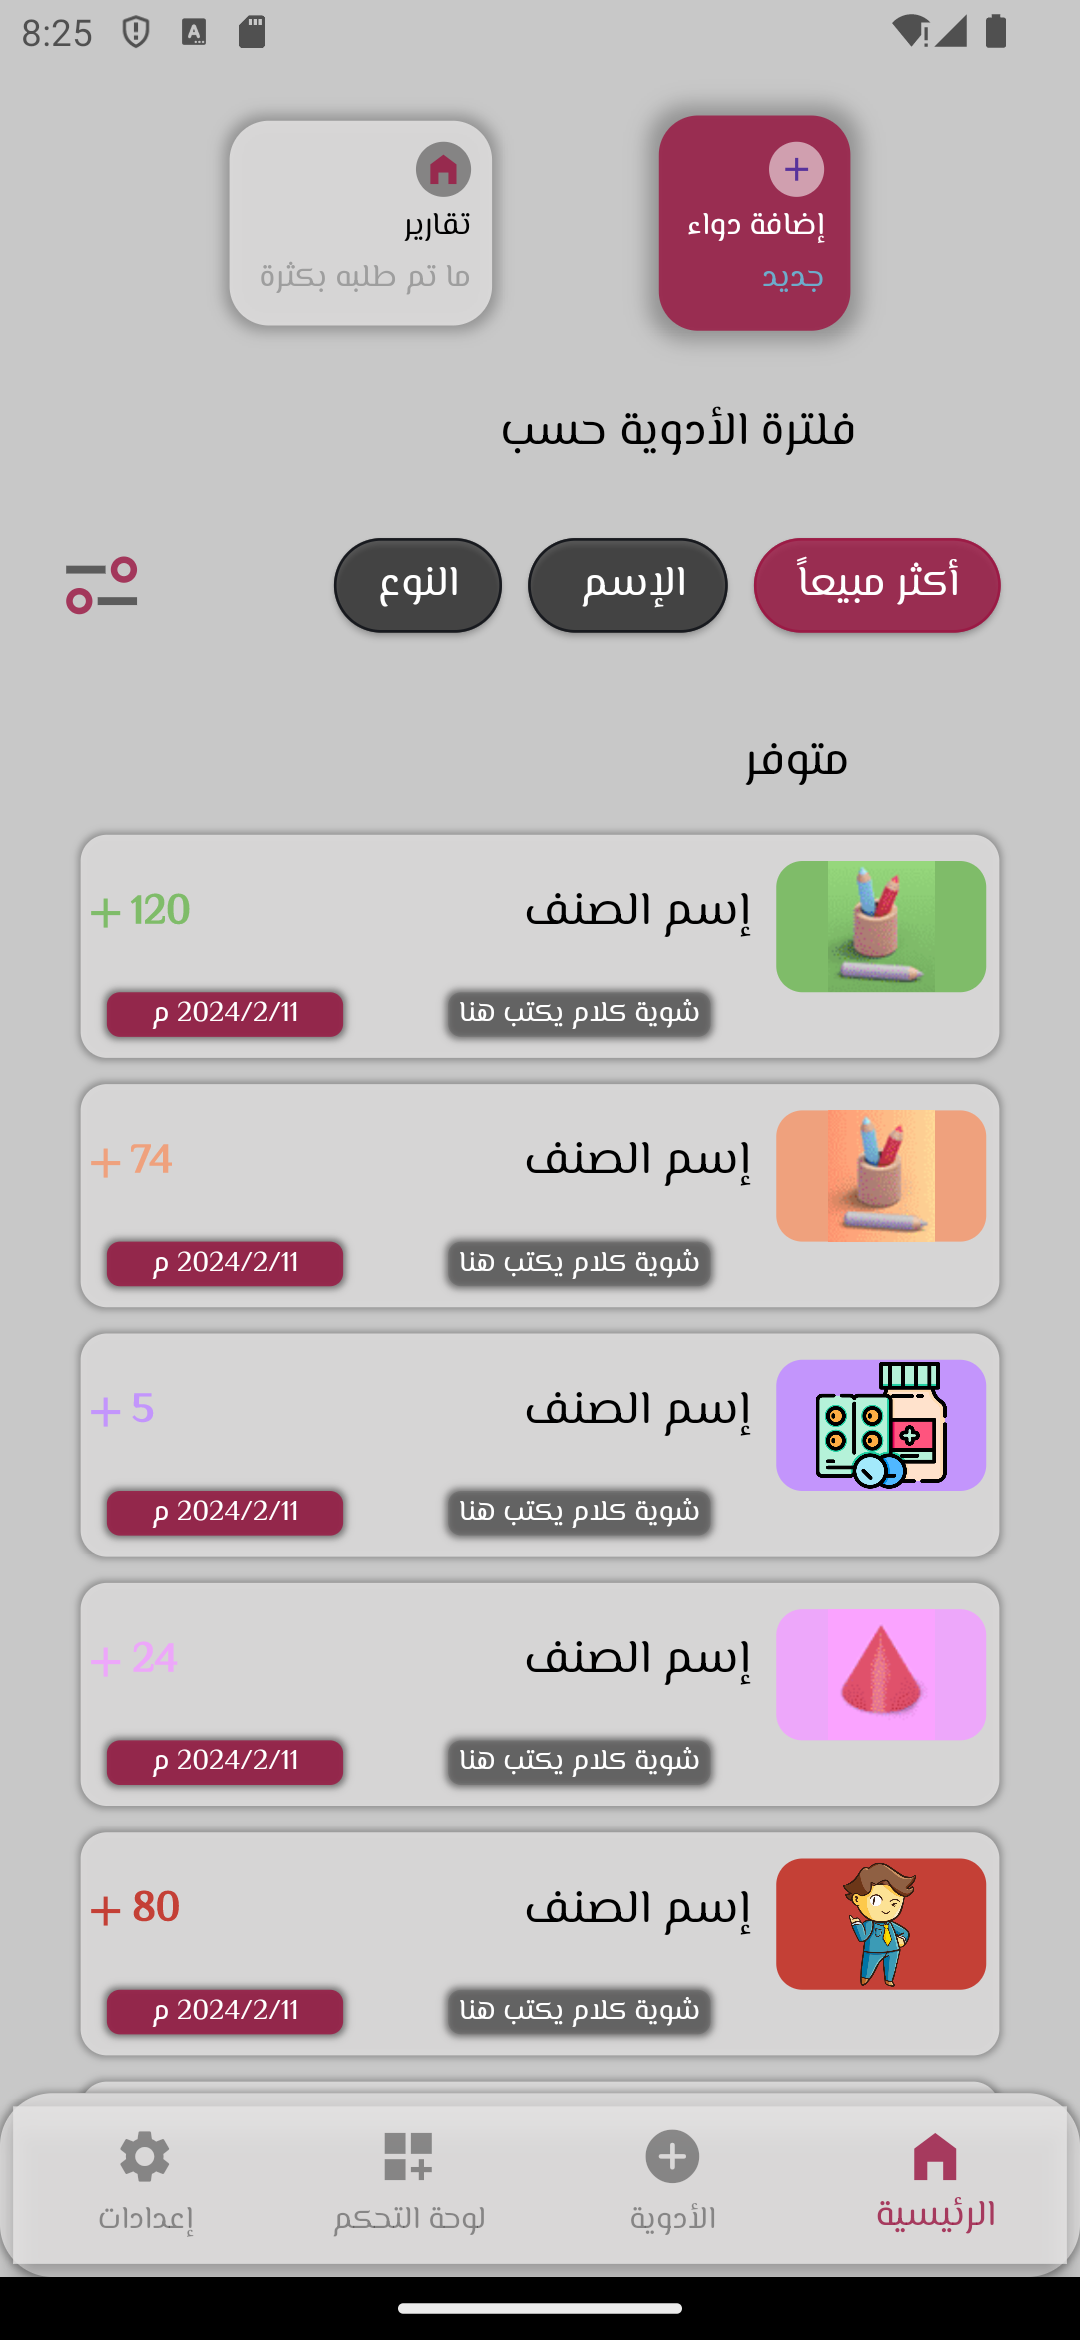 8:25
إضافة دواء
جديد
تقارير
ما تم طلبه بكثرة
فلترة الأدوية حسب
أكثر مبيعاً
الإسم
النوع
متوفر
إسم الصنف
+ 120
شوية كلام يكتب هنا
2024/2/11 م
إسم الصنف
+ 74
شوية كلام يكتب هنا
2024/2/11 م
إسم الصنف
+ 5
شوية كلام يكتب هنا
2024/2/11 م
إسم الصنف
+ 24
شوية كلام يكتب هنا
2024/2/11 م
إسم الصنف
+ 80
شوية كلام يكتب هنا
2024/2/11 م
الرئيسية
الأدوية
لوحة التحكم
إعدادات